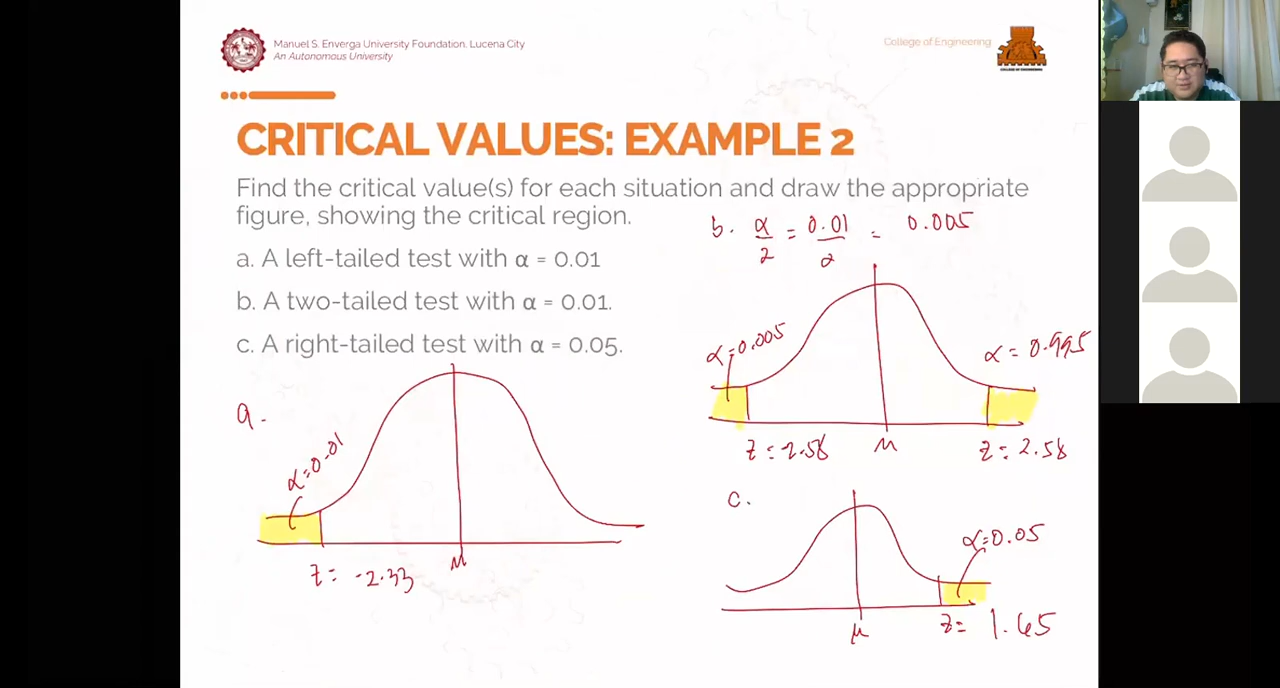 Manuel S. Enverga University Foundation. Lucena City
An Autonomous University
College of Engineering
COLLEGE OF ENGINEERING
CRITICAL VALUES: EXAMPLE 2
Find the critical value(s) for each situation and draw the appropriate
figure, showing the critical region.
a. A left-tailed test with α = 0.01
b. A two-tailed test with α = 0.01.
c. A right-tailed test with α = 0.05.
b. α/2 = 0.01/2 = 0.005
α=0.005
α = 0.995
z = -2.58
μ
z = 2.58
a.
α=0.01
z = -2.33
μ
c.
α=0.05
μ
z= 1.65